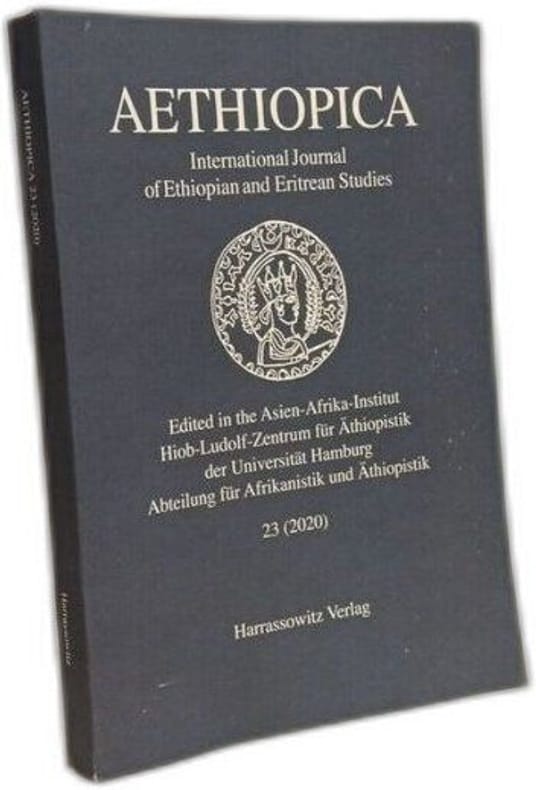 AETHIOPICA
International Journal
of Ethiopian and Eritrean Studies
Edited in the Asien-Afrika-Institut
Hiob-Ludolf-Zentrum für Äthiopistik
der Universität Hamburg
Abteilung für Afrikanistik und Äthiopistik
23 (2020)
Harrassowitz Verlag
AETHIOPICA 23 (2020)
Harrassowitz